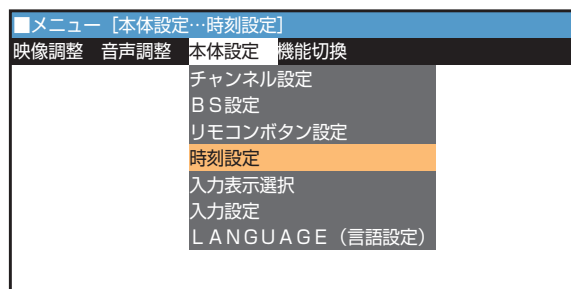 ■メニュー [本体設定…時刻設定]
映像調整 音声調整 本体設定 機能切換
チャンネル設定
ＢＳ設定
リモコンボタン設定
時刻設定
入力表示選択
入力設定
ＬＡＮＧＵＡＧＥ（言語設定）